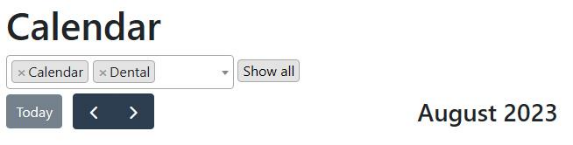 Calendar
× Calendar × Dental Show all
Today August 2023